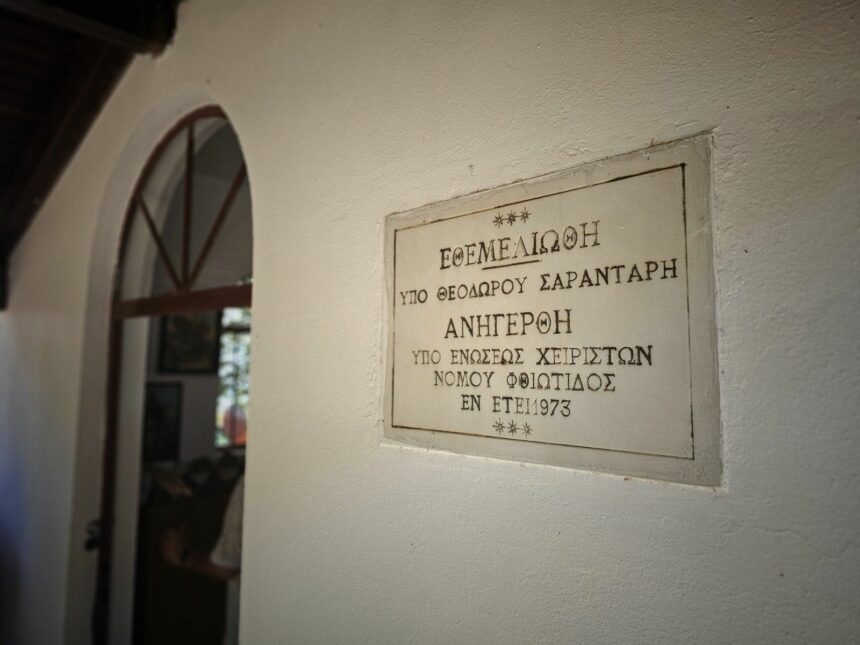 ΕΘΕΜΕΛΙΩΘΗ
ΥΠΟ ΘΕΟΔΩΡΟΥ ΣΑΡΑΝΤΑΡΗ
ΑΝΗΓΕΡΘΗ
ΥΠΟ ΕΝΩΣΕΩΣ ΧΕΙΡΙΣΤΩΝ
ΝΟΜΟΥ ΦΘΙΩΤΙΔΟΣ
ΕΝ ΕΤΕΙ 1973